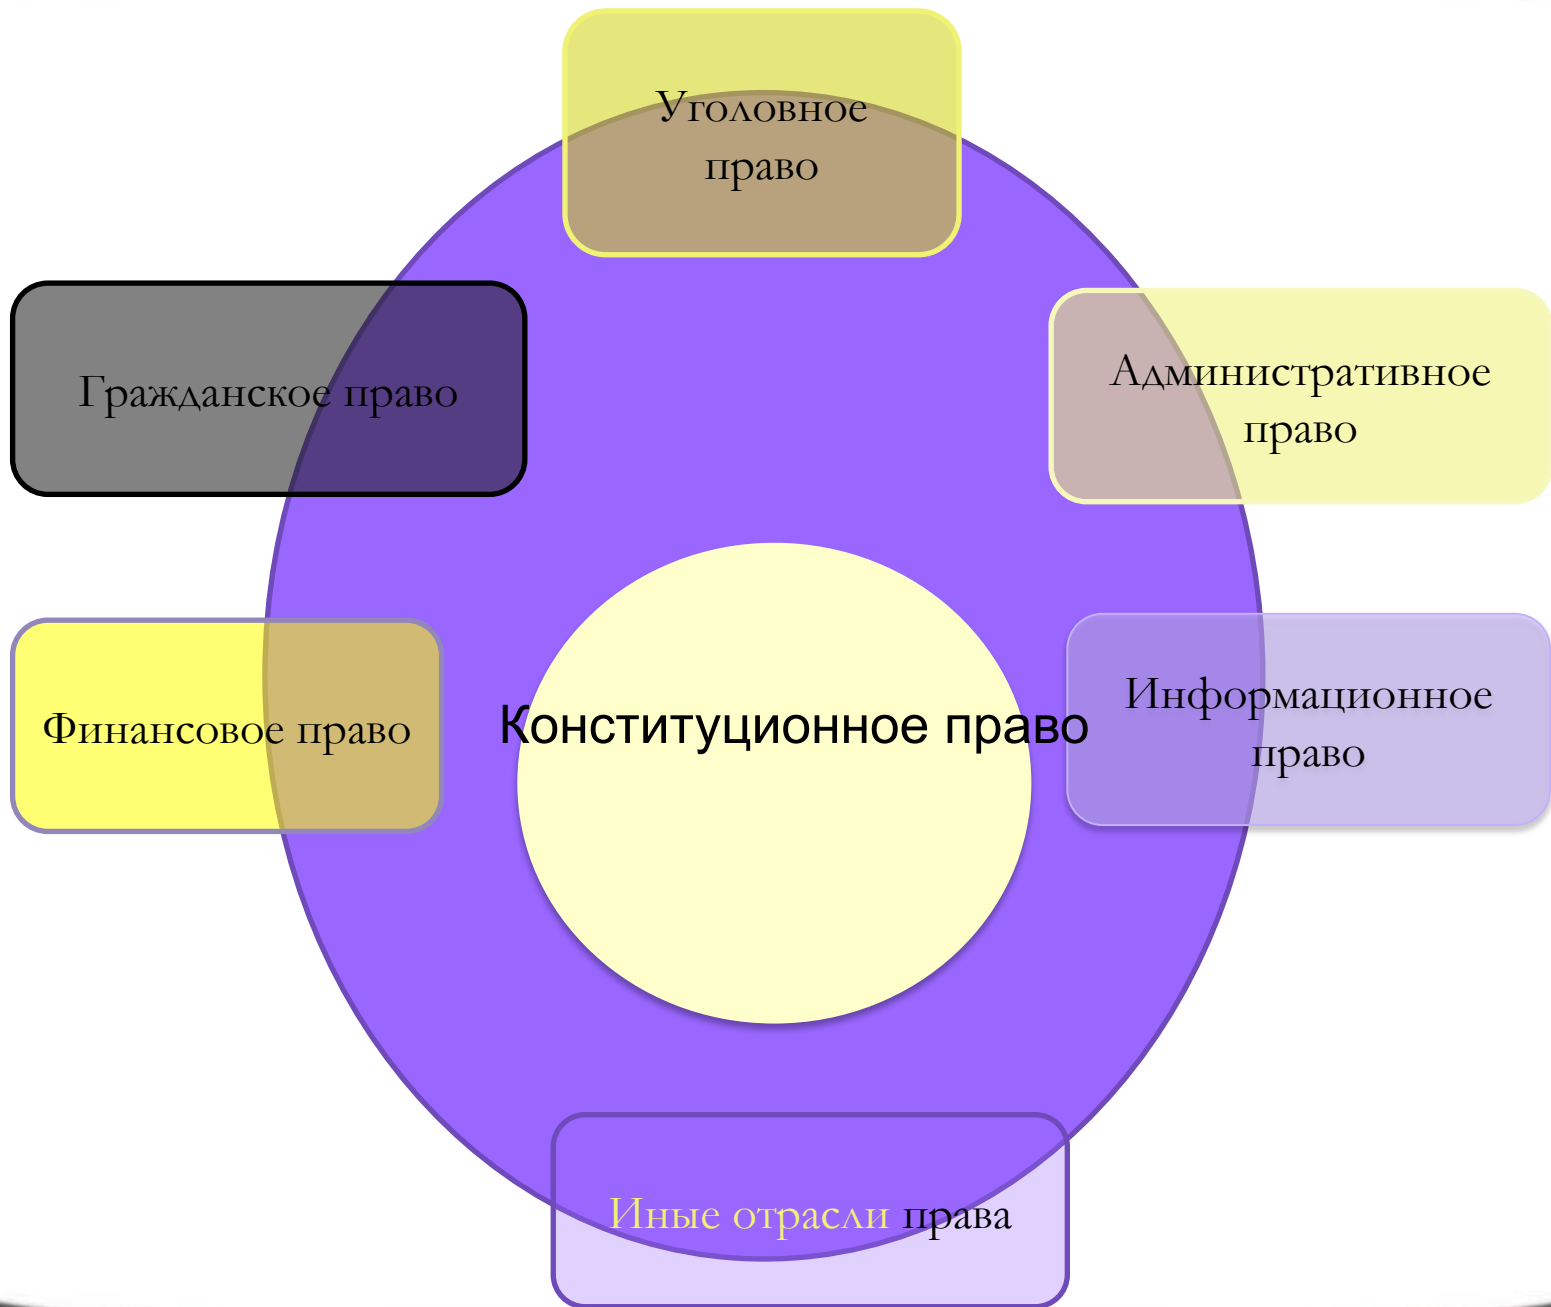 Уголовное
право
Гражданское право
Административное
право
Финансовое право
Конституционное право
Информационное
право
Иные отрасли права